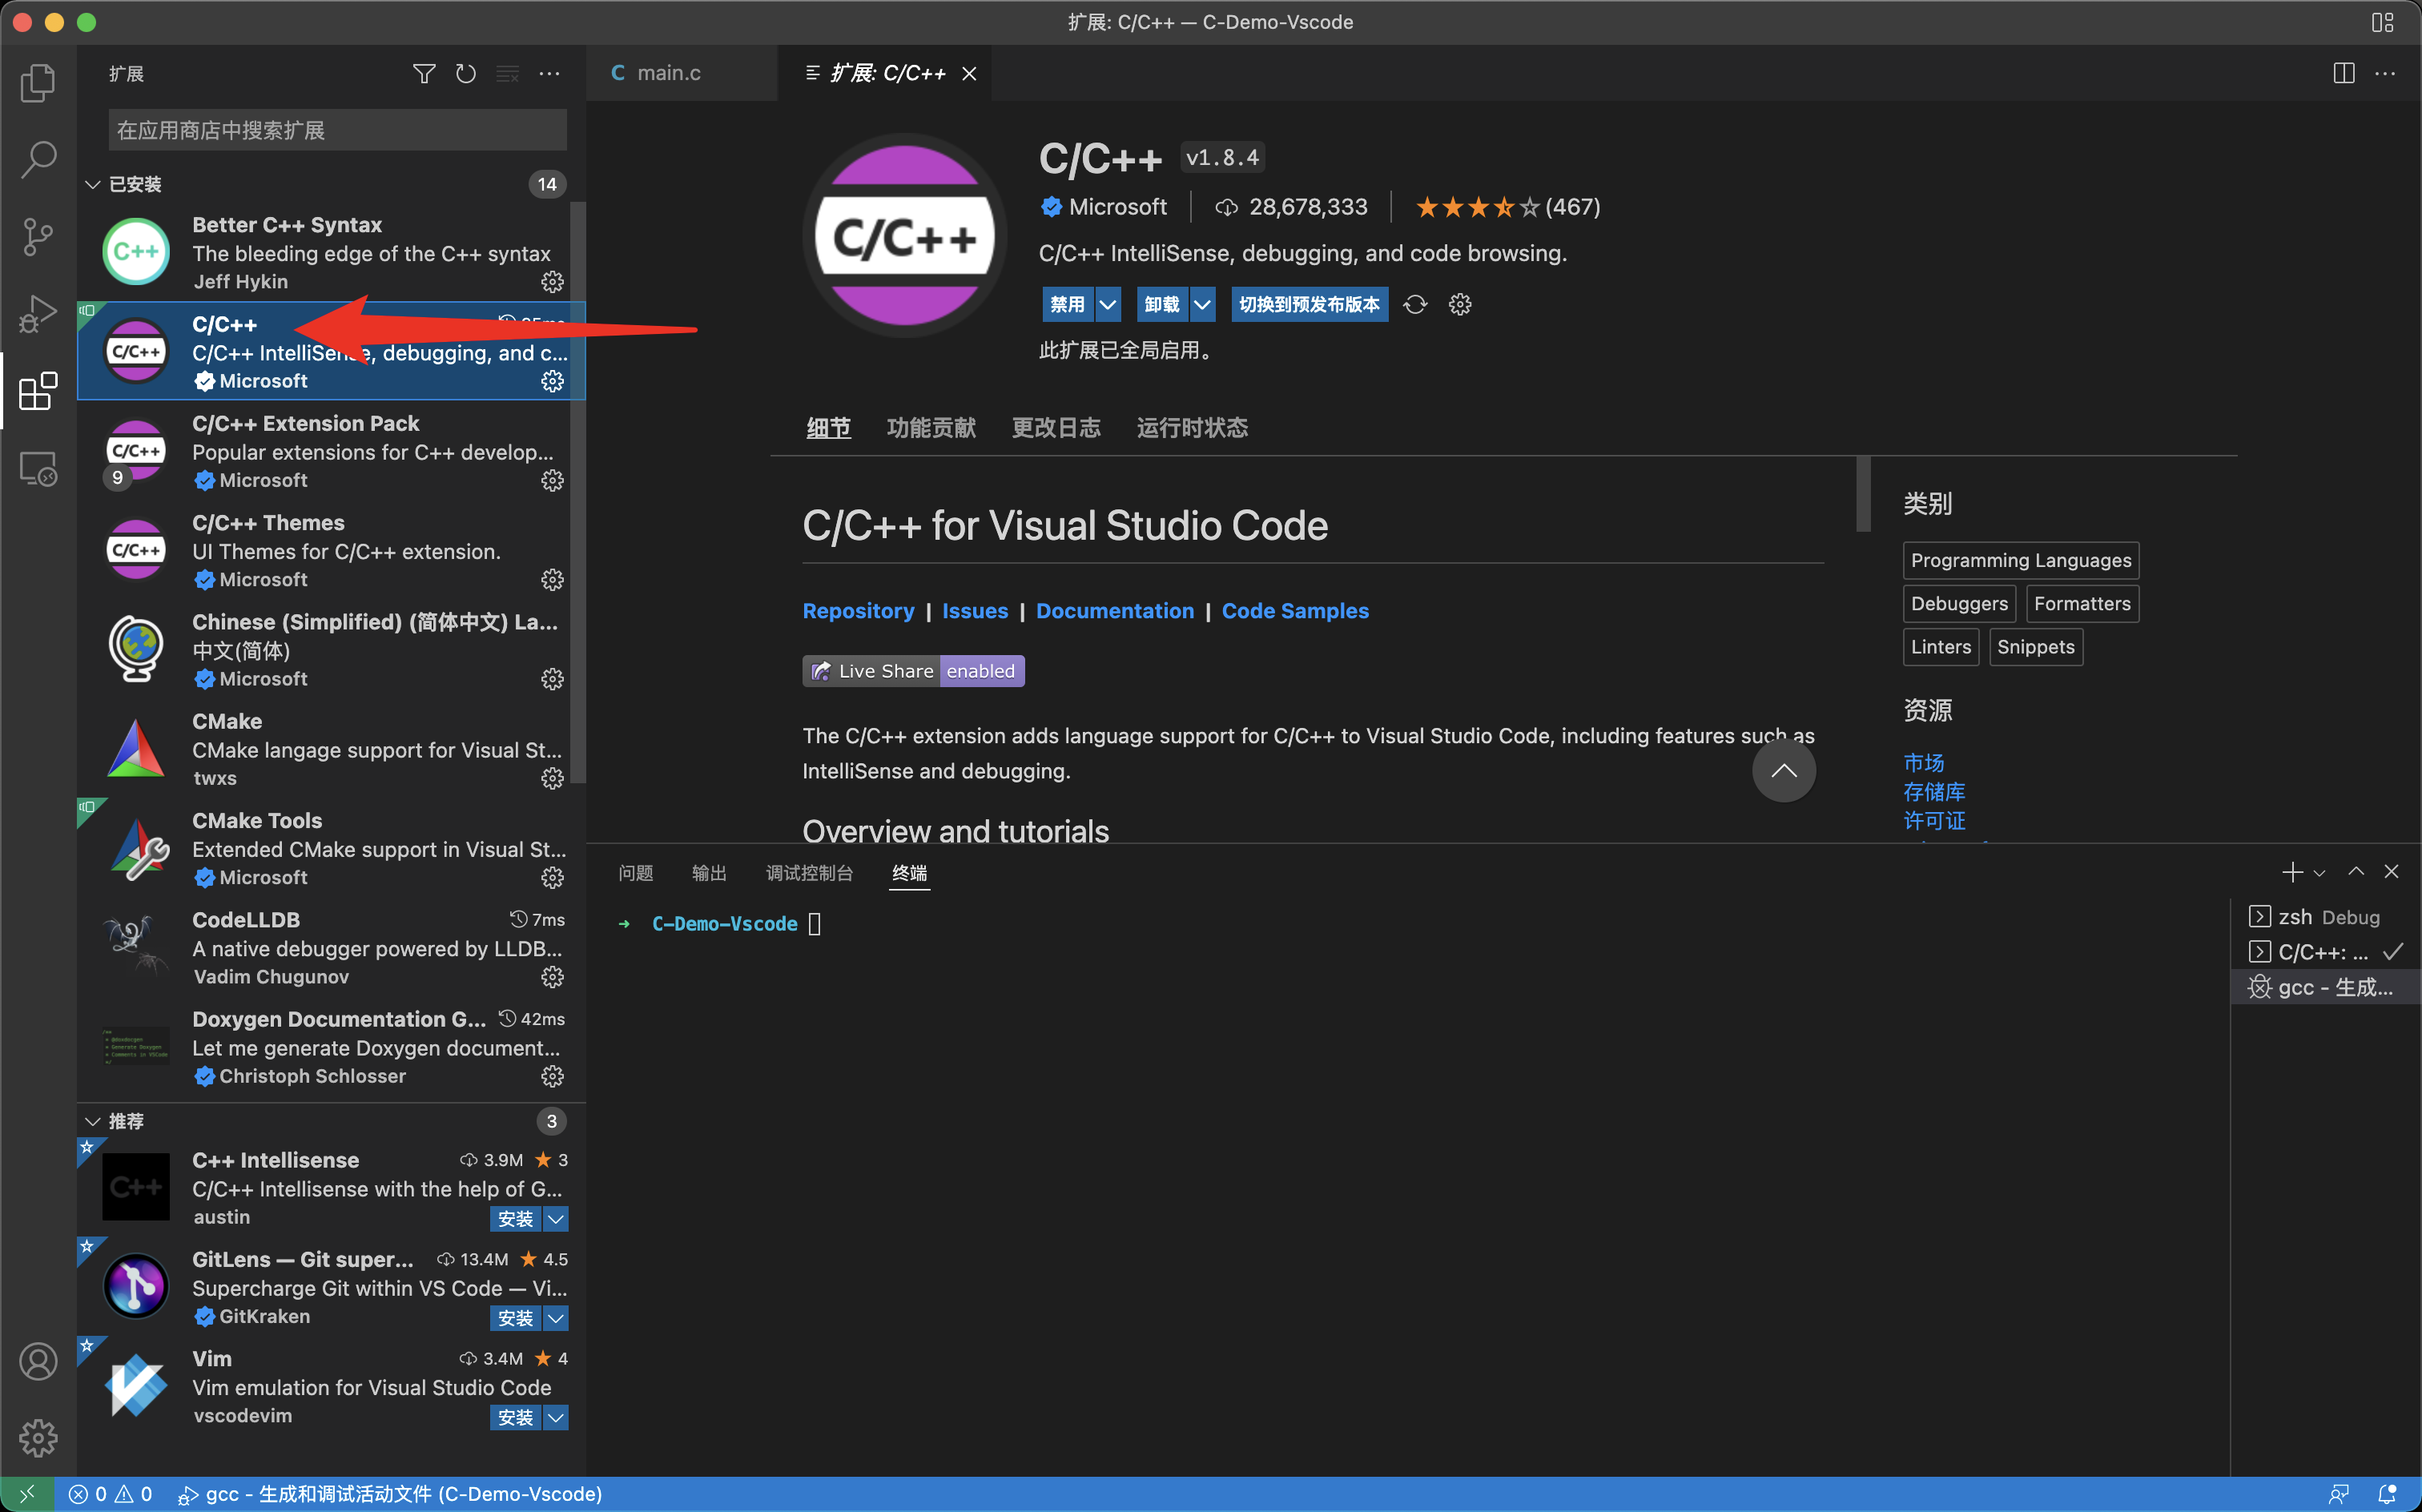 扩展: C/C++ — C-Demo-Vscode
扩展
在应用商店中搜索扩展
已安装
14
C++
Better C++ Syntax
The bleeding edge of the C++ syntax
Jeff Hykin
C/C++
C/C++
C/C++ IntelliSense, debugging, and c...
Microsoft
C/C++
9
C/C++ Extension Pack
Popular extensions for C++ develop...
Microsoft
C/C++
C/C++ Themes
UI Themes for C/C++ extension.
Microsoft
Chinese (Simplified) (简体中文) La...
中文(简体)
Microsoft
CMake
CMake langage support for Visual St...
twxs
CMake Tools
Extended CMake support in Visual St...
Microsoft
CodeLLDB
7ms
A native debugger powered by LLDB...
Vadim Chugunov
Doxygen Documentation G...
42ms
Let me generate Doxygen document...
Christoph Schlosser
推荐
3
C++
C++ Intellisense
3.9M
3
C/C++ Intellisense with the help of G...
austin
安装
GitLens — Git super...
13.4M
4.5
Supercharge Git within VS Code — Vi...
GitKraken
安装
Vim
3.4M
4
Vim emulation for Visual Studio Code
vscodevim
安装
C main.c
扩展: C/C++
C/C++
C/C++ v1.8.4
Microsoft
28,678,333
(467)
C/C++ IntelliSense, debugging, and code browsing.
禁用
卸载
切换到预发布版本
此扩展已全局启用。
细节
功能贡献
更改日志
运行时状态
C/C++ for Visual Studio Code
Repository | Issues | Documentation | Code Samples
Live Share enabled
The C/C++ extension adds language support for C/C++ to Visual Studio Code, including features such as
IntelliSense and debugging.
Overview and tutorials
类别
Programming Languages
Debuggers
Formatters
Linters
Snippets
资源
市场
存储库
许可证
问题
输出
调试控制台
终端
C-Demo-Vscode
zsh Debug
C/C++: ...
gcc - 生成...
0
0
gcc - 生成和调试活动文件 (C-Demo-Vscode)